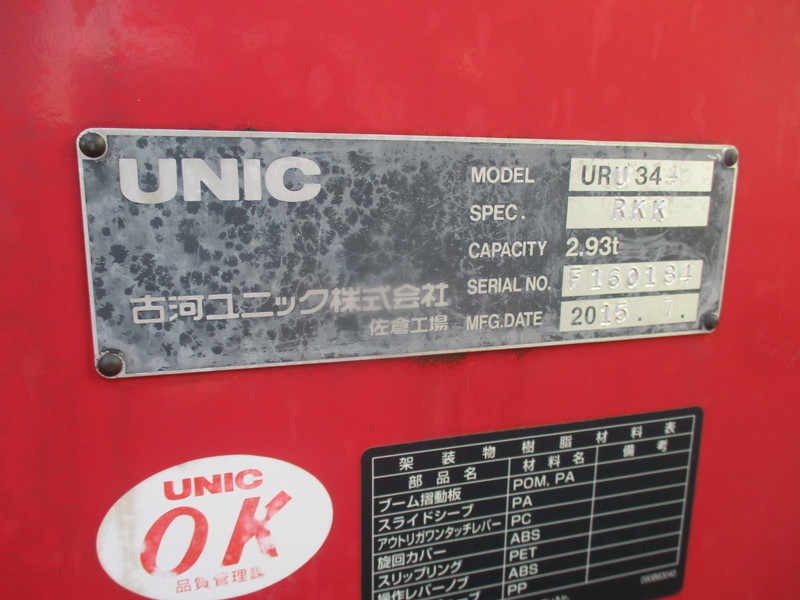 UNIC
MODEL URU344
SPEC. RKK
CAPACITY 2.93t
SERIAL NO. F160184
MFG.DATE 2015. 7.
古河ユニック株式会社
佐倉工場
UNIC
OK
品質管理課
架装物樹脂材料表
部品名 材料名 備考
ブーム摺動板 POM, PA
スライドシーブ PA
アウトリガワンタッチレバー PC
旋回カバー ABS
スリップリング PET
操作レバーノブ ABS
PP